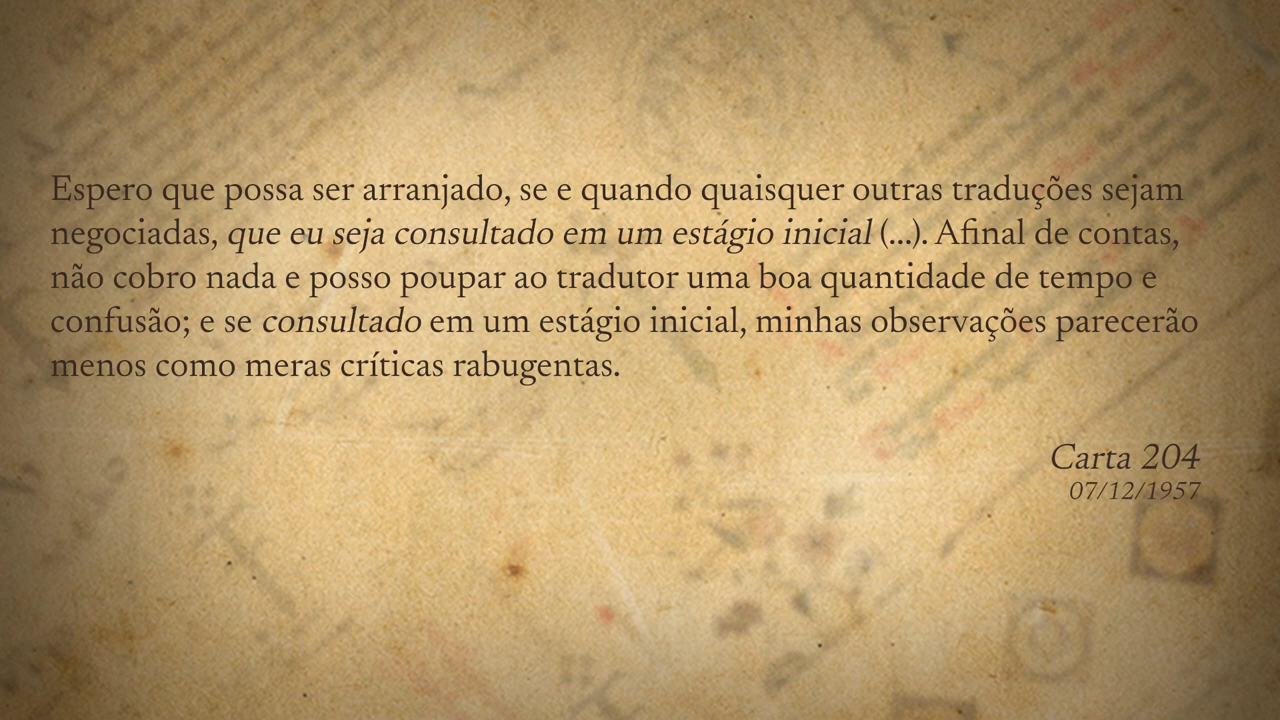 Espero que possa ser arranjado, se e quando quaisquer outras traduções sejam
negociadas, que eu seja consultado em um estágio inicial (...). Afinal de contas,
não cobro nada e posso poupar ao tradutor uma boa quantidade de tempo e
confusão; e se consultado em um estágio inicial, minhas observações parecerão
menos como meras críticas rabugentas.
Carta 204
07/12/1957